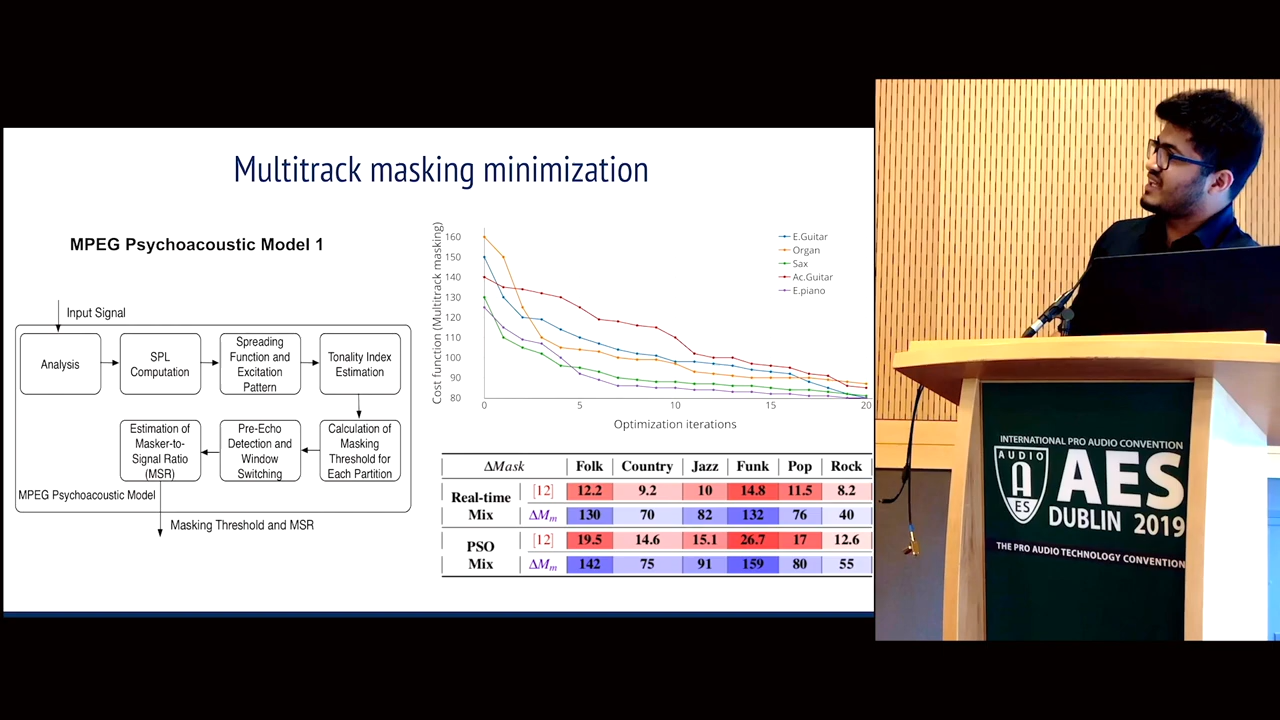 Multitrack masking minimization
MPEG Psychoacoustic Model 1
Input Signal
Analysis
SPL
Computation
Spreading
Function and
Excitation
Pattern
Tonality Index
Estimation
Estimation of
Masker-to-
Signal Ratio
(MSR)
Pre-Echo
Detection and
Window
Switching
Calculation of
Masking
Threshold for
Each Partition
MPEG Psychoacoustic Model
Masking Threshold and MSR
Cost function (Multitrack masking)
160
150
140
130
120
110
100
90
80
0 5 10 15 20
Optimization iterations
E.Guitar
Organ
Sax
Ac.Guitar
E.piano
ΔMask Folk Country Jazz Funk Pop Rock
Real-time Mix [12] 12.2 9.2 10 14.8 11.5 8.2
ΔMm 130 70 82 132 76 40
PSO Mix [12] 19.5 14.6 15.1 26.7 17 12.6
ΔMm 142 75 91 159 80 55
INTERNATIONAL PRO AUDIO CONVENTION
AUDIO
A
ES
AES
DUBLIN 2019
THE PRO AUDIO TECHNOLOGY CONVENTION